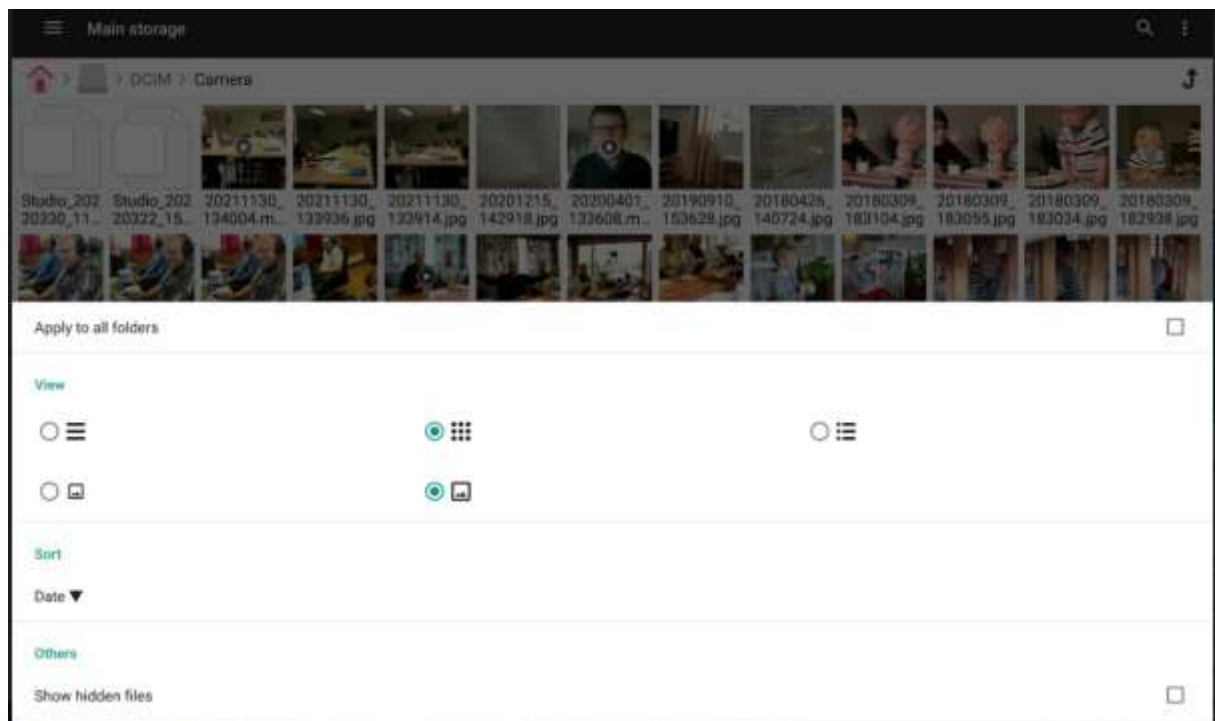 Main storage
DCIM > Camera
Studio_202 Studio_202 20211130_ 20211130_ 20211130_ 20201215_ 20200401_ 20190910_ 20180426_ 20180309_ 20180309_ 20180309_ 20180309_
20330_11... 20322_15... 134004.m... 133936.jpg 133914.jpg 142918.jpg 133608.m... 153628.jpg 140724.jpg 183104.jpg 183055.jpg 183034.jpg 182938.jpg
Apply to all folders
View
Sort
Date ▼
Others
Show hidden files